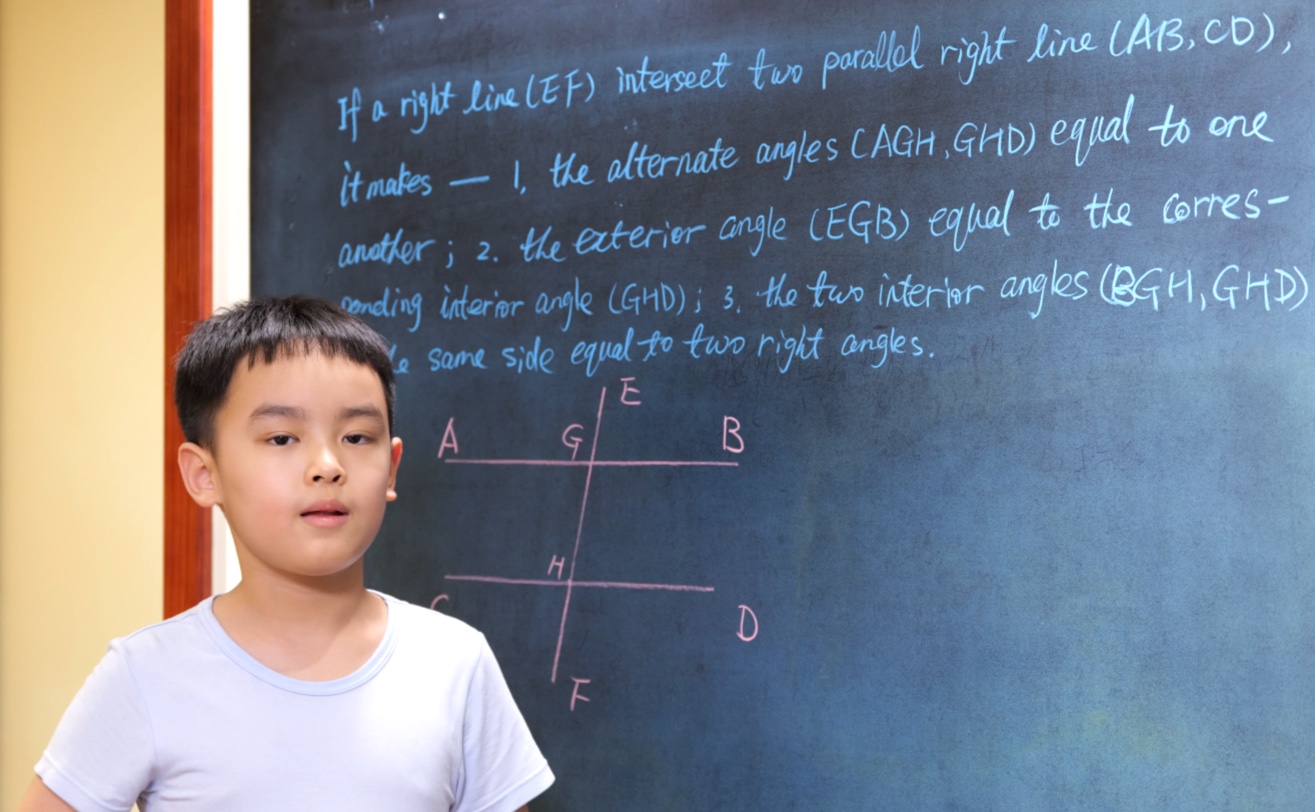 If a right line (EF) intersect two parallel right line (AB, CD),
it makes — 1, the alternate angles (AGH, GHD) equal to one
another; 2. the exterior angle (EGB) equal to the corres-
ponding interior angle (GHD); 3. the two interior angles (BGH, GHD)
same side equal to two right angles.
E
A G B
H
C D
F